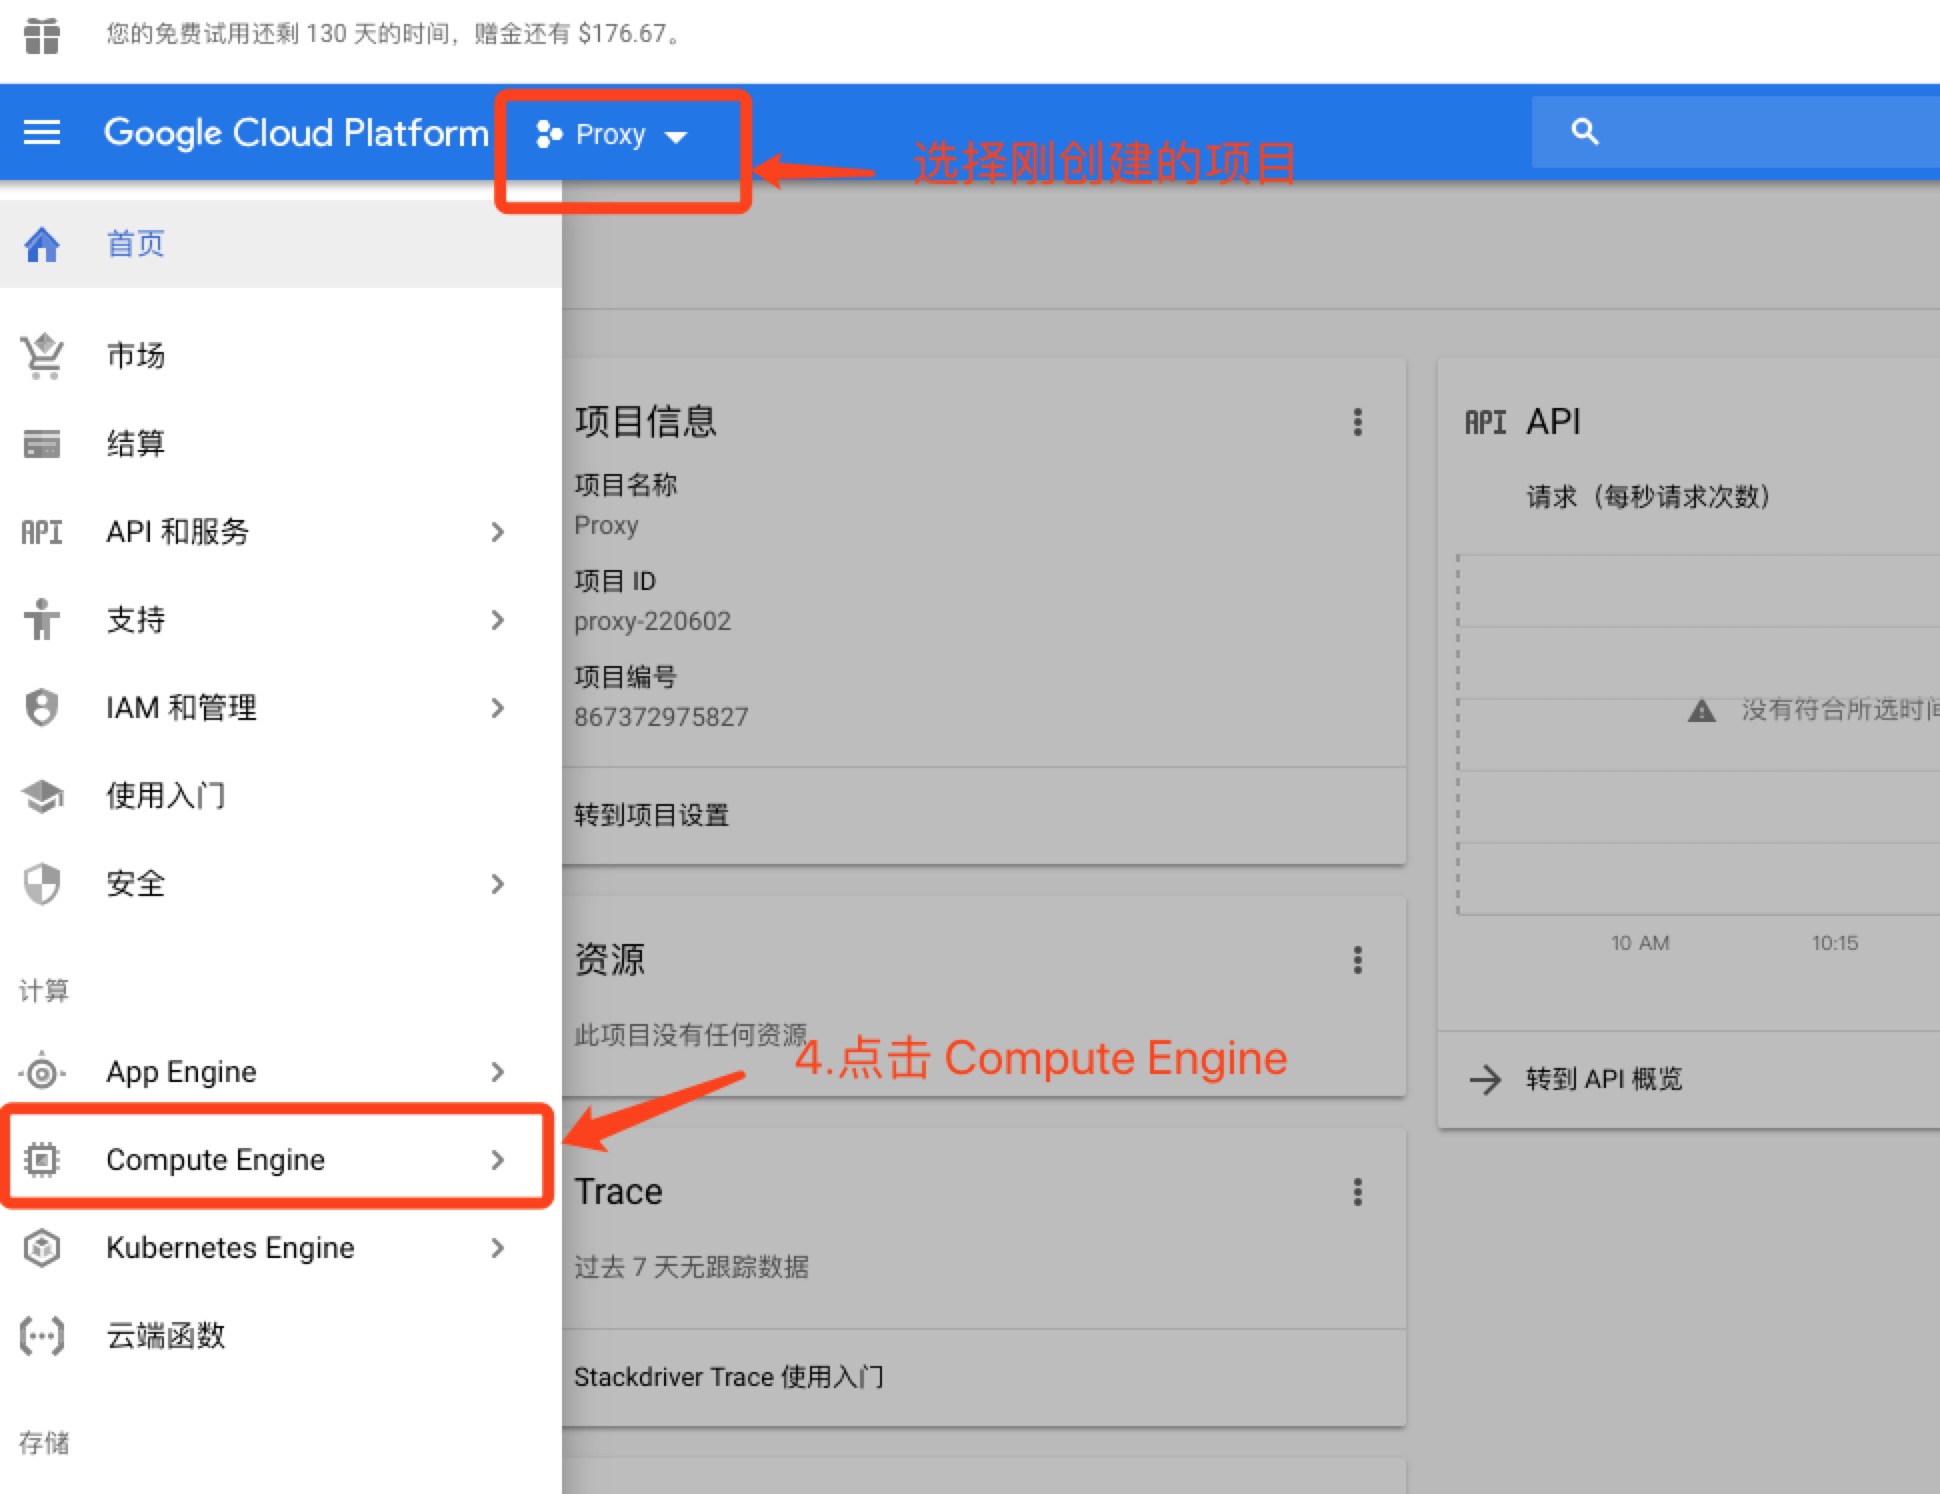 您的免费试用还剩 130 天的时间，赠金还有 $176.67。
Google Cloud Platform
Proxy
选择刚创建的项目
首页
市场
结算
API
API 和服务
支持
IAM 和管理
使用入门
安全
计算
App Engine
Compute Engine
Kubernetes Engine
云端函数
存储
项目信息
项目名称
Proxy
项目 ID
proxy-220602
项目编号
867372975827
转到项目设置
资源
此项目没有任何资源
4.点击 Compute Engine
Trace
过去 7 天无跟踪数据
Stackdriver Trace 使用入门
API
API
请求（每秒请求次数）
没有符合所选时间
10 AM
10:15
转到 API 概览